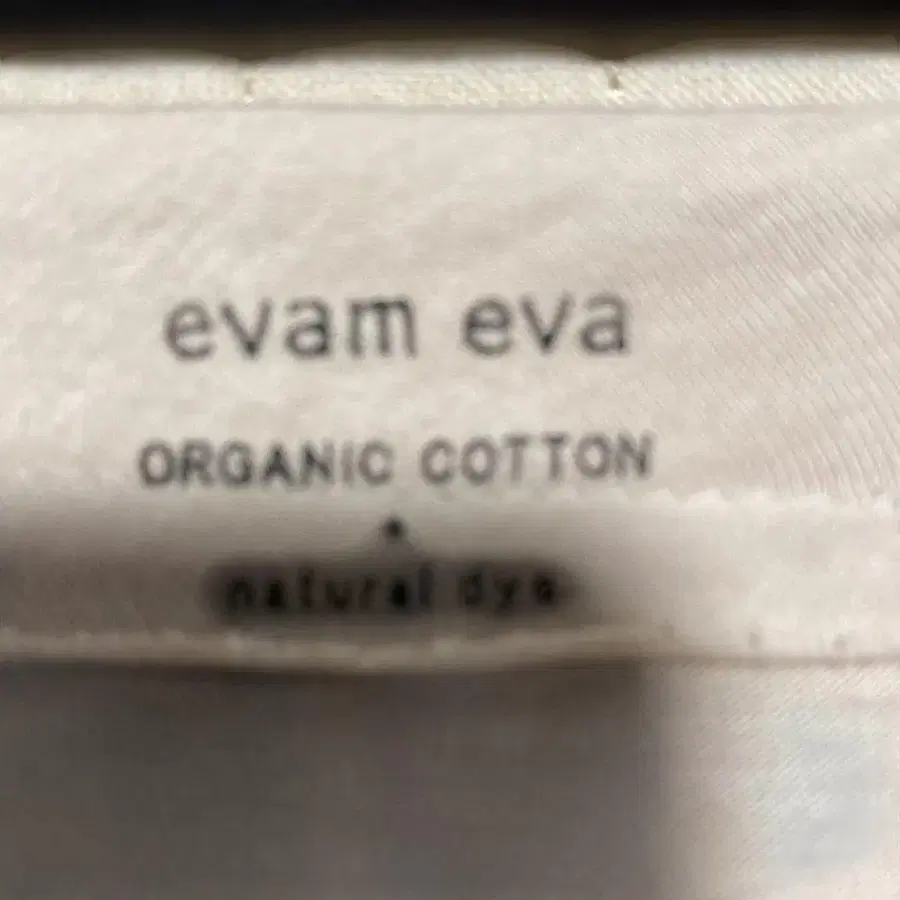 evam eva
ORGANIC COTTON
natural dye